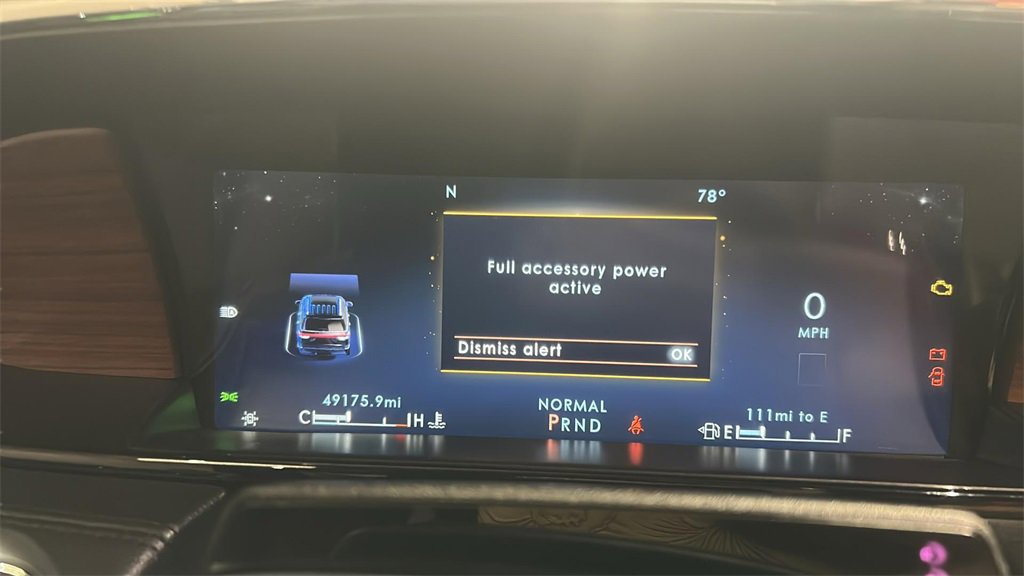 N
78°
Full accessory power
active
Dismiss alert
OK
0
MPH
49175.9mi
C
H
NORMAL
PRND
111mi to E
E
F